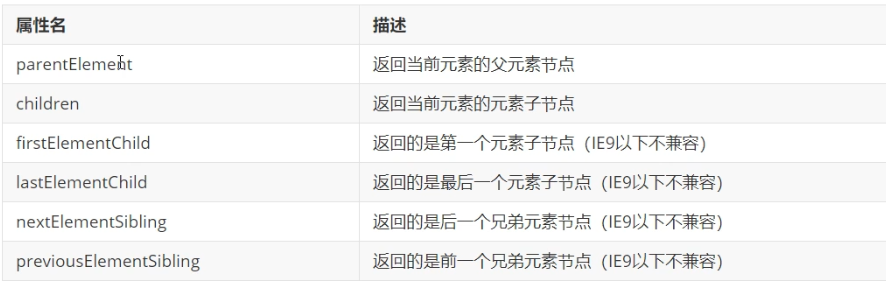 属性名 描述
parentElement 返回当前元素的父元素节点
children 返回当前元素的元素子节点
firstElementChild 返回的是第一个元素子节点（IE9以下不兼容）
lastElementChild 返回的是最后一个元素子节点（IE9以下不兼容）
nextElementSibling 返回的是后一个兄弟元素节点（IE9以下不兼容）
previousElementSibling 返回的是前一个兄弟元素节点（IE9以下不兼容）